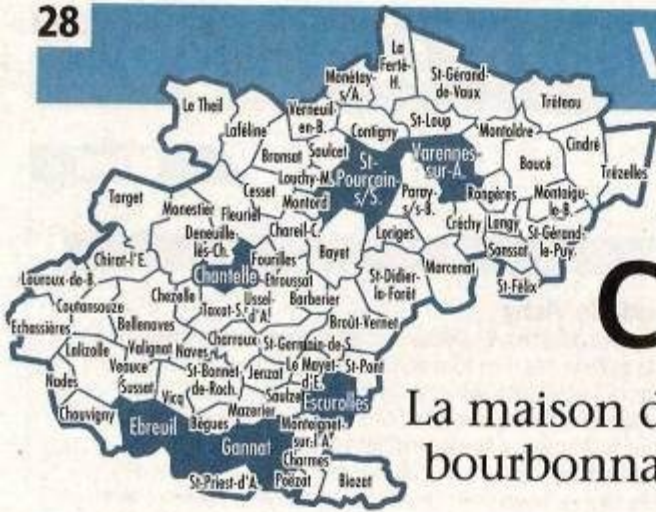 28
V
La
Ferté-
H.
Monétay-
s/A.
St-Gérand-
de-Vaux
Le Theil
Verneuil-
en-B.
Tréteau
Laféline
Contigny
St-Loup
Montoldre
Cindré
Bransat
Saulcet
St-
Pourçain-
s/S.
Varennes-
sur-A.
Boucé
Trézelles
Louchy-M.
Cesset
Montord
Paray-
s/s-B.
Rongères
Montaigu-
le-B.
Target
Monestier
Fleuriel
Deneuille-
lès-Ch.
Chareil-C.
Loriges
Créchy
Langy
St-Gérand-
le-Puy
Sanssat
Bayet
Chirat-l'E.
Fourilles
Chantelle
Etroussat
St-Didier-
la-Forêt
Marcenat
St-Félix
Louroux-de-B.
Coutansouze
Chezelle
Taxat-S.
Ussel-
d'A.
Barberier
Echassières
Bellenaves
Broût-Vernet
Charroux
St-Germain-de-S.
Lalizolle
Valignat
Naves
Veauce
St-Bonnet-
de-Roch.
Jenzat
Le Mayet-
d'E.
St-Pont
Nades
Sussat
Vicq
Saulzet
Escurolles
Chouvigny
Mazerier
Ebreuil
Bègues
Montaignet-
sur-l'A.
Gannat
Charmes
St-Priest-d'A.
Poëzat
Biozat
C
La maison d
bourbonna